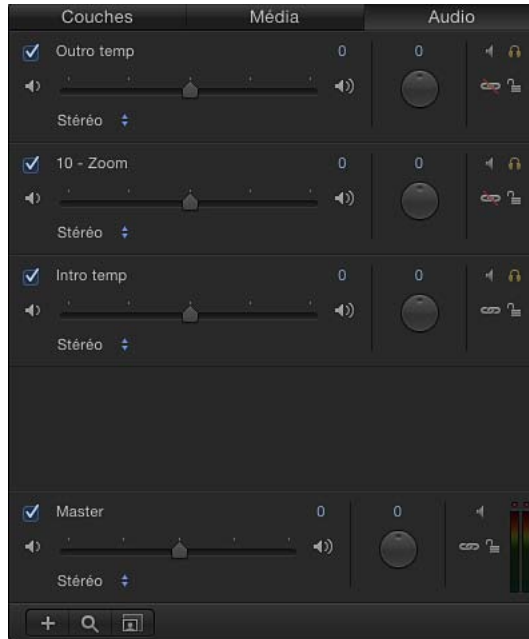 Couches Média Audio
Outro temp 0 0
Stéréo
10 - Zoom 0 0
Stéréo
Intro temp 0 0
Stéréo
Master 0 0
Stéréo